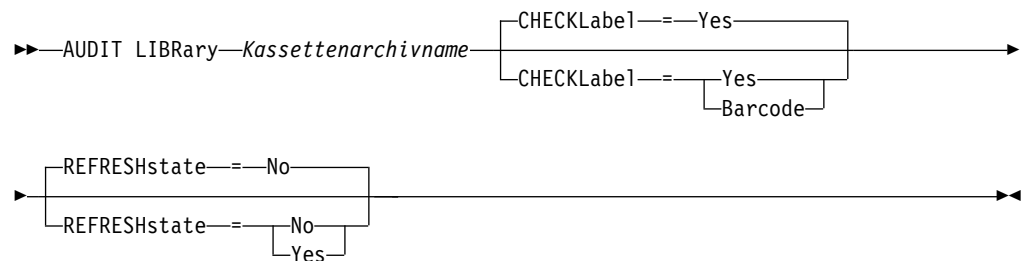 CHECKLabel = Yes
AUDIT LIBRary Kassettenarchivname
CHECKLabel = Yes
Barcode
REFRESHstate = No
REFRESHstate = No
Yes